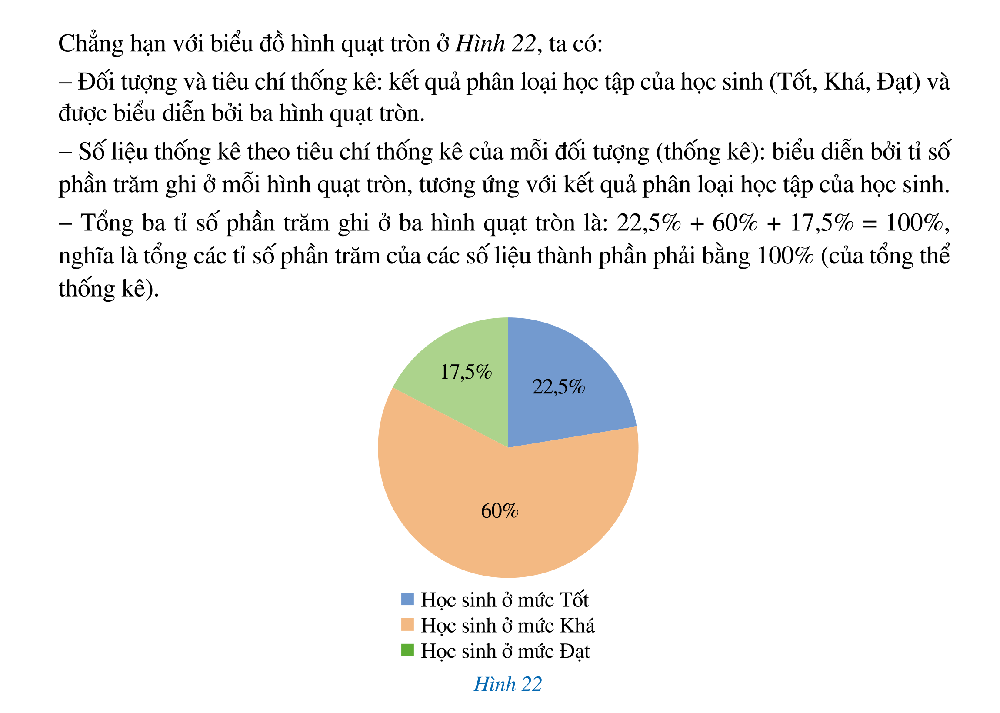 Chẳng hạn với biểu đồ hình quạt tròn ở Hình 22, ta có:
– Đối tượng và tiêu chí thống kê: kết quả phân loại học tập của học sinh (Tốt, Khá, Đạt) và
được biểu diễn bởi ba hình quạt tròn.
– Số liệu thống kê theo tiêu chí thống kê của mỗi đối tượng (thống kê): biểu diễn bởi tỉ số
phần trăm ghi ở mỗi hình quạt tròn, tương ứng với kết quả phân loại học tập của học sinh.
– Tổng ba tỉ số phần trăm ghi ở ba hình quạt tròn là: 22,5% + 60% + 17,5% = 100%,
nghĩa là tổng các tỉ số phần trăm của các số liệu thành phần phải bằng 100% (của tổng thể
thống kê).
17,5%
22,5%
60%
Học sinh ở mức Tốt
Học sinh ở mức Khá
Học sinh ở mức Đạt
Hình 22